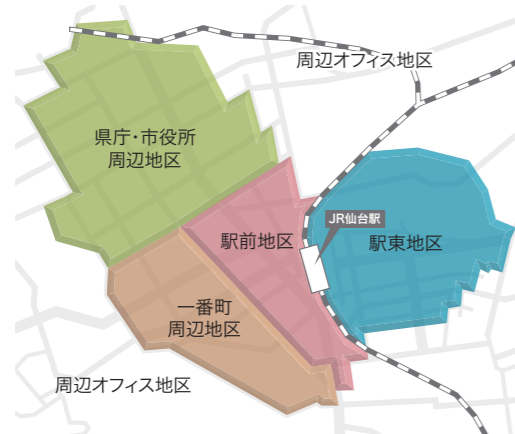 周辺オフィス地区
県庁・市役所
周辺地区
JR仙台駅
駅前地区
駅東地区
一番町
周辺地区
周辺オフィス地区